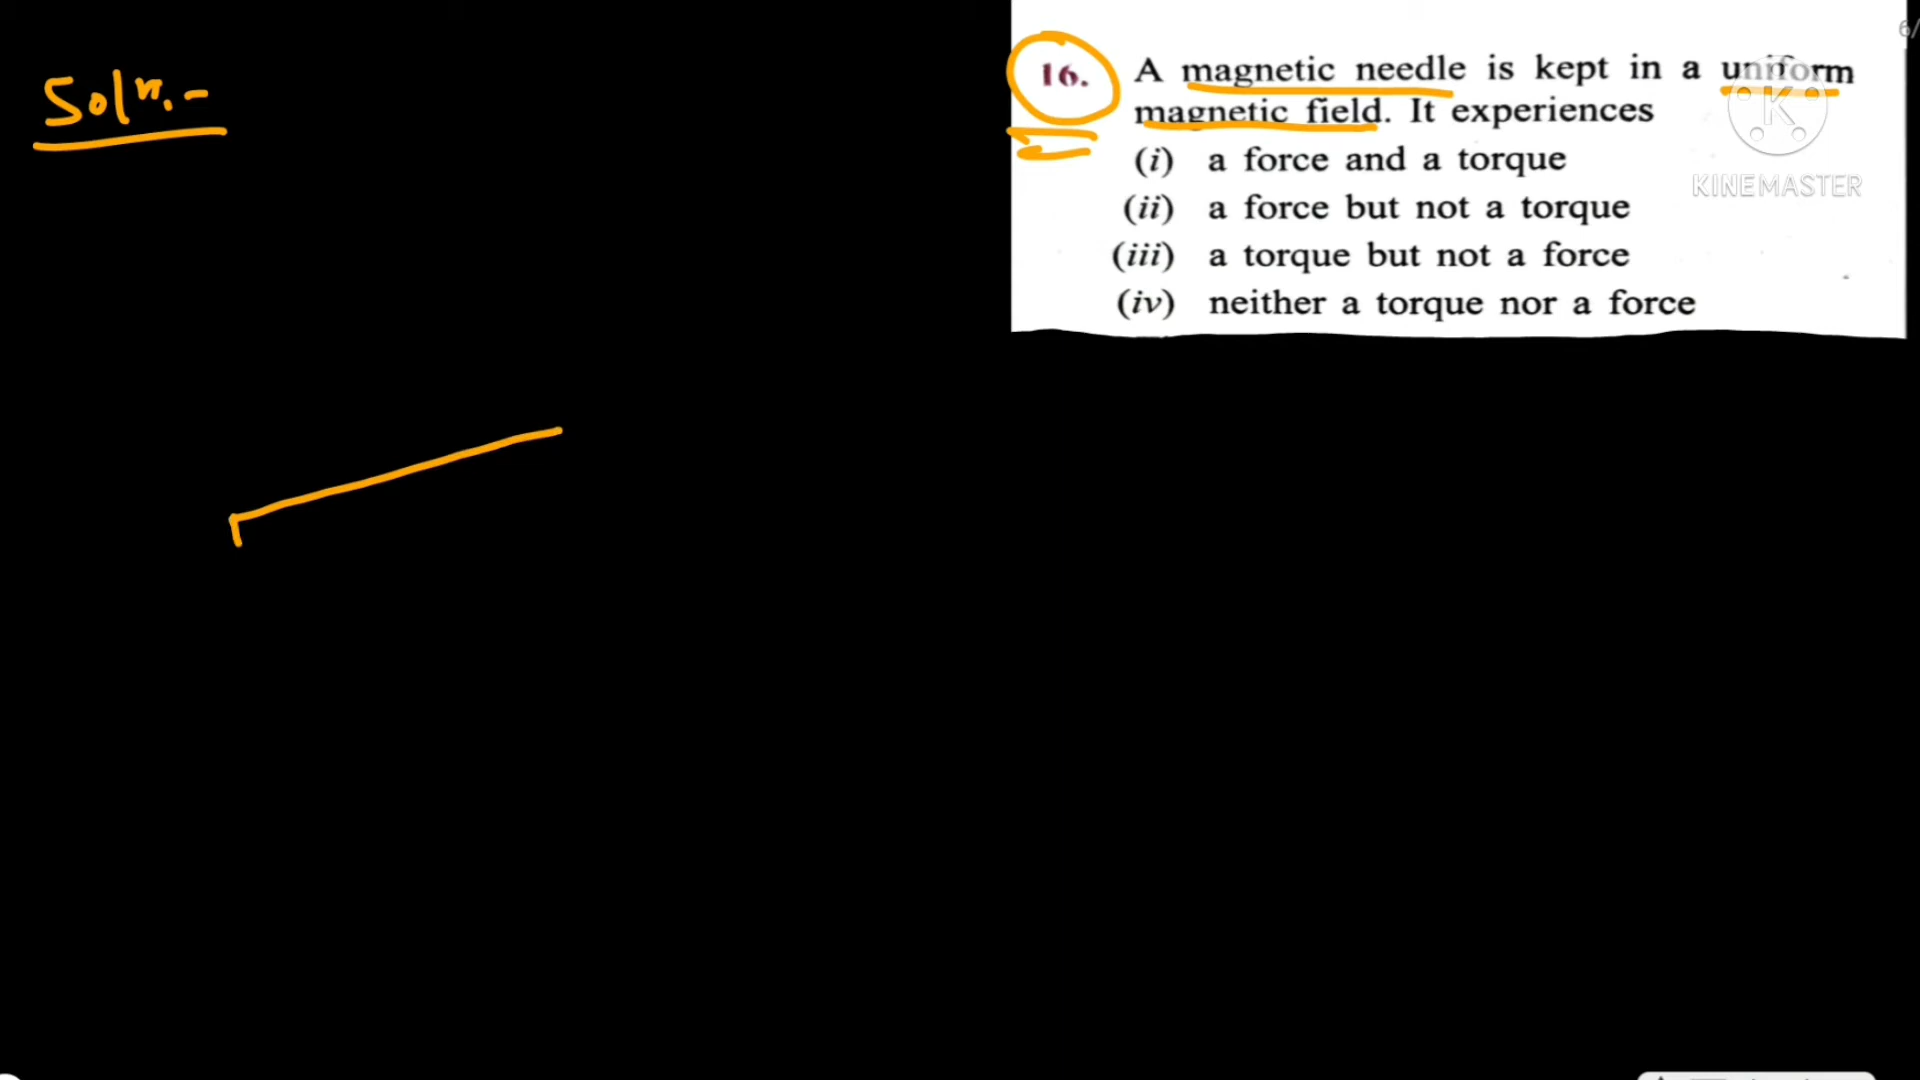 Solⁿ. -
16. A magnetic needle is kept in a uniform
magnetic field. It experiences
(i) a force and a torque
(ii) a force but not a torque
(iii) a torque but not a force
(iv) neither a torque nor a force
KINEMASTER
6/